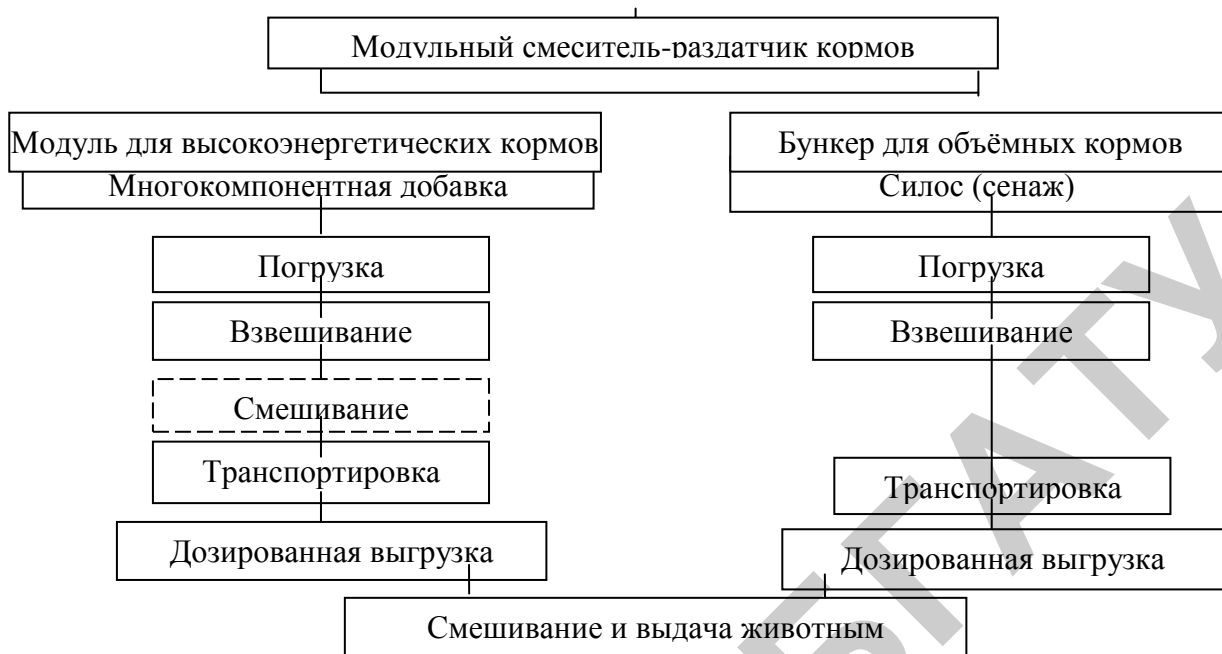 Модульный смеситель-раздатчик кормов
Модуль для высокоэнергетических кормов
Многокомпонентная добавка
Погрузка
Взвешивание
Смешивание
Транспортировка
Дозированная выгрузка
Бункер для объёмных кормов
Силос (сенаж)
Погрузка
Взвешивание
Транспортировка
Дозированная выгрузка
Смешивание и выдача животным
БГАТУ